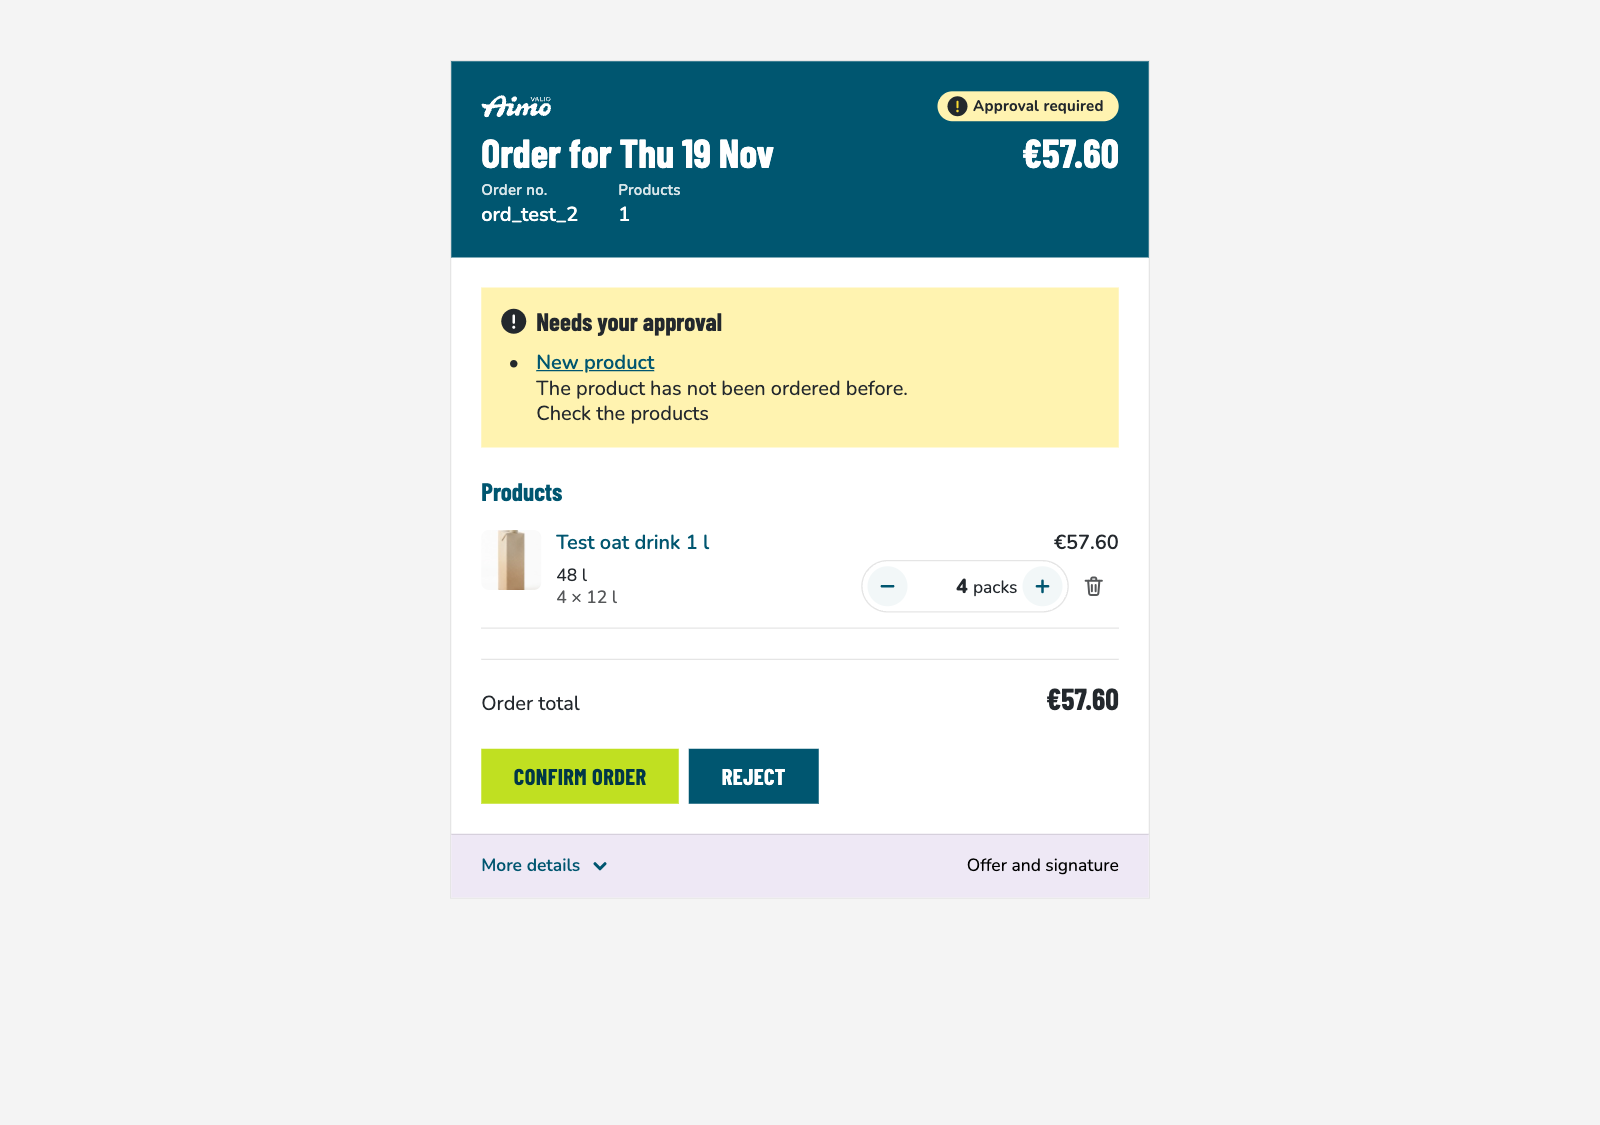 Aimo VALIO
Approval required
Order for Thu 19 Nov
€57.60
Order no.
Products
ord_test_2
1
Needs your approval
• New product
The product has not been ordered before.
Check the products
Products
Test oat drink 1 l
€57.60
48 l
4 × 12 l
− 4 packs +
Order total
€57.60
CONFIRM ORDER
REJECT
More details
Offer and signature